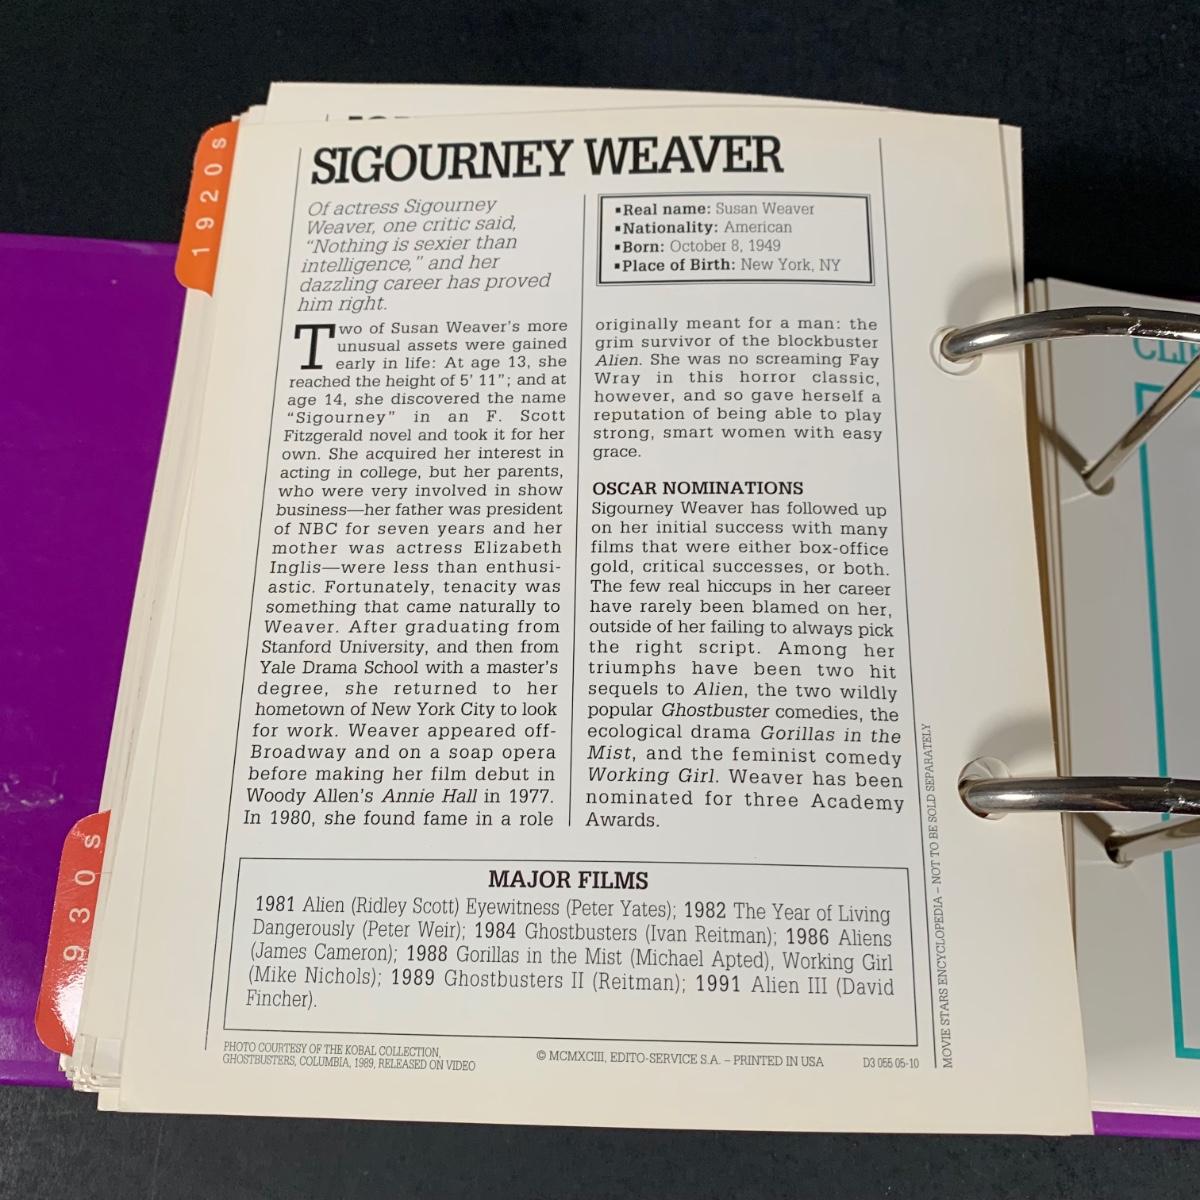 1920s
SIGOURNEY WEAVER
Of actress Sigourney
Weaver, one critic said,
"Nothing is sexier than
intelligence," and her
dazzling career has proved
him right.
▪Real name: Susan Weaver
▪Nationality: American
▪Born: October 8, 1949
▪Place of Birth: New York, NY
Two of Susan Weaver's more
unusual assets were gained
early in life: At age 13, she
reached the height of 5' 11"; and at
age 14, she discovered the name
"Sigourney" in an F. Scott
Fitzgerald novel and took it for her
own. She acquired her interest in
acting in college, but her parents,
who were very involved in show
business—her father was president
of NBC for seven years and her
mother was actress Elizabeth
Inglis—were less than enthusi-
astic. Fortunately, tenacity was
something that came naturally to
Weaver. After graduating from
Stanford University, and then from
Yale Drama School with a master's
degree, she returned to her
hometown of New York City to look
for work. Weaver appeared off-
Broadway and on a soap opera
before making her film debut in
Woody Allen's Annie Hall in 1977.
In 1980, she found fame in a role
originally meant for a man: the
grim survivor of the blockbuster
Alien. She was no screaming Fay
Wray in this horror classic,
however, and so gave herself a
reputation of being able to play
strong, smart women with easy
grace.
OSCAR NOMINATIONS
Sigourney Weaver has followed up
on her initial success with many
films that were either box-office
gold, critical successes, or both.
The few real hiccups in her career
have rarely been blamed on her,
outside of her failing to always pick
the right script. Among her
triumphs have been two hit
sequels to Alien, the two wildly
popular Ghostbuster comedies, the
ecological drama Gorillas in the
Mist, and the feminist comedy
Working Girl. Weaver has been
nominated for three Academy
Awards.
MAJOR FILMS
1981 Alien (Ridley Scott) Eyewitness (Peter Yates); 1982 The Year of Living
Dangerously (Peter Weir); 1984 Ghostbusters (Ivan Reitman); 1986 Aliens
(James Cameron); 1988 Gorillas in the Mist (Michael Apted), Working Girl
(Mike Nichols); 1989 Ghostbusters II (Reitman); 1991 Alien III (David
Fincher).
PHOTO COURTESY OF THE KOBAL COLLECTION,
GHOSTBUSTERS, COLUMBIA, 1989, RELEASED ON VIDEO
© MCMXCIII, EDITO-SERVICE S.A. – PRINTED IN USA
D3 055 05-10
MOVIE STARS ENCYCLOPEDIA – NOT TO BE SOLD SEPARATELY
930s